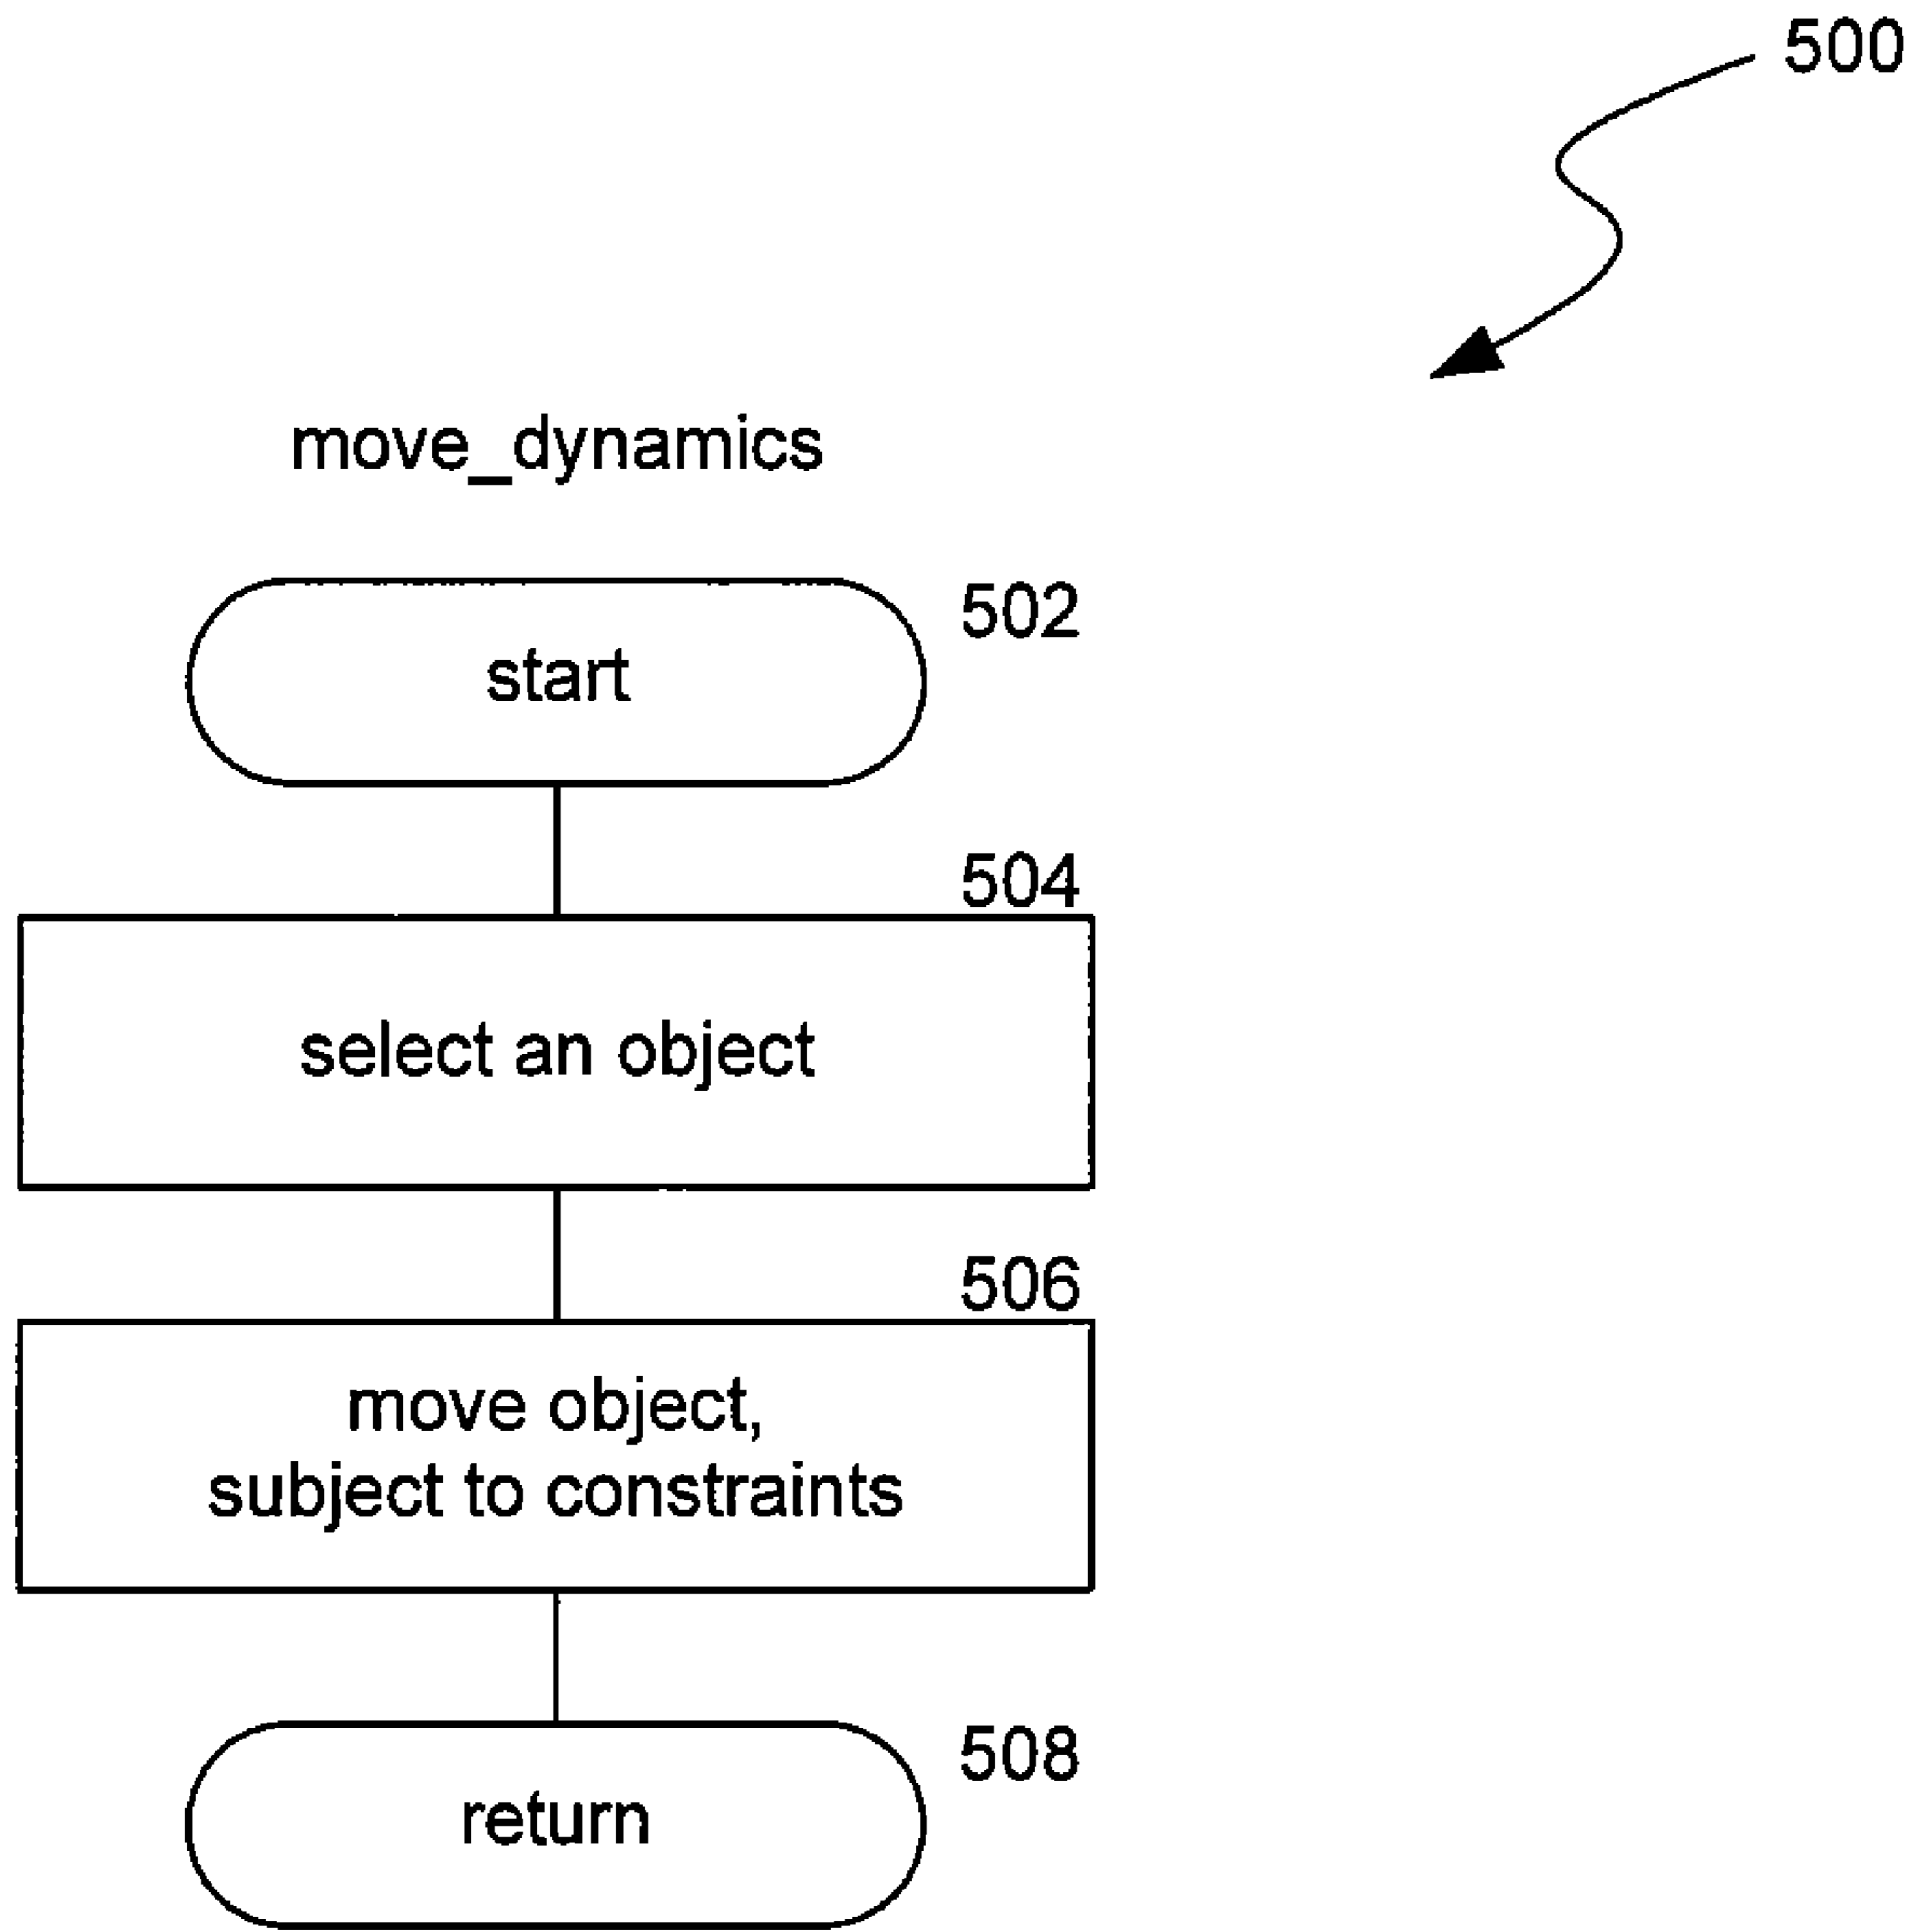 500
move_dynamics
502
start
504
select an object
506
move object,
subject to constraints
508
return